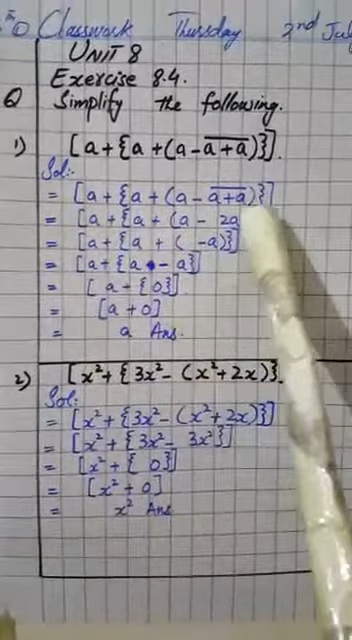 Classwork Thursday 2nd Jul
UNIT 8
Exercise 8.4.
Q Simplify the following.
1) [a + {a + (a - a̅+̅a̅)}].
Sol:-
= [a + {a + (a - a̅+̅a̅)}]
= [a + {a + (a - 2a
= [a + {a + ( -a)}]
= [a + {a - a}]
= [a + {0}]
= [a + 0]
= a Ans.
2) [x² + {3x² - (x² + 2x)}].
Sol:
= [x² + {3x² - (x² + 2x)}]
= [x² + {3x² - 3x²}]
= [x² + { 0}]
= [x² + 0]
= x² Ans